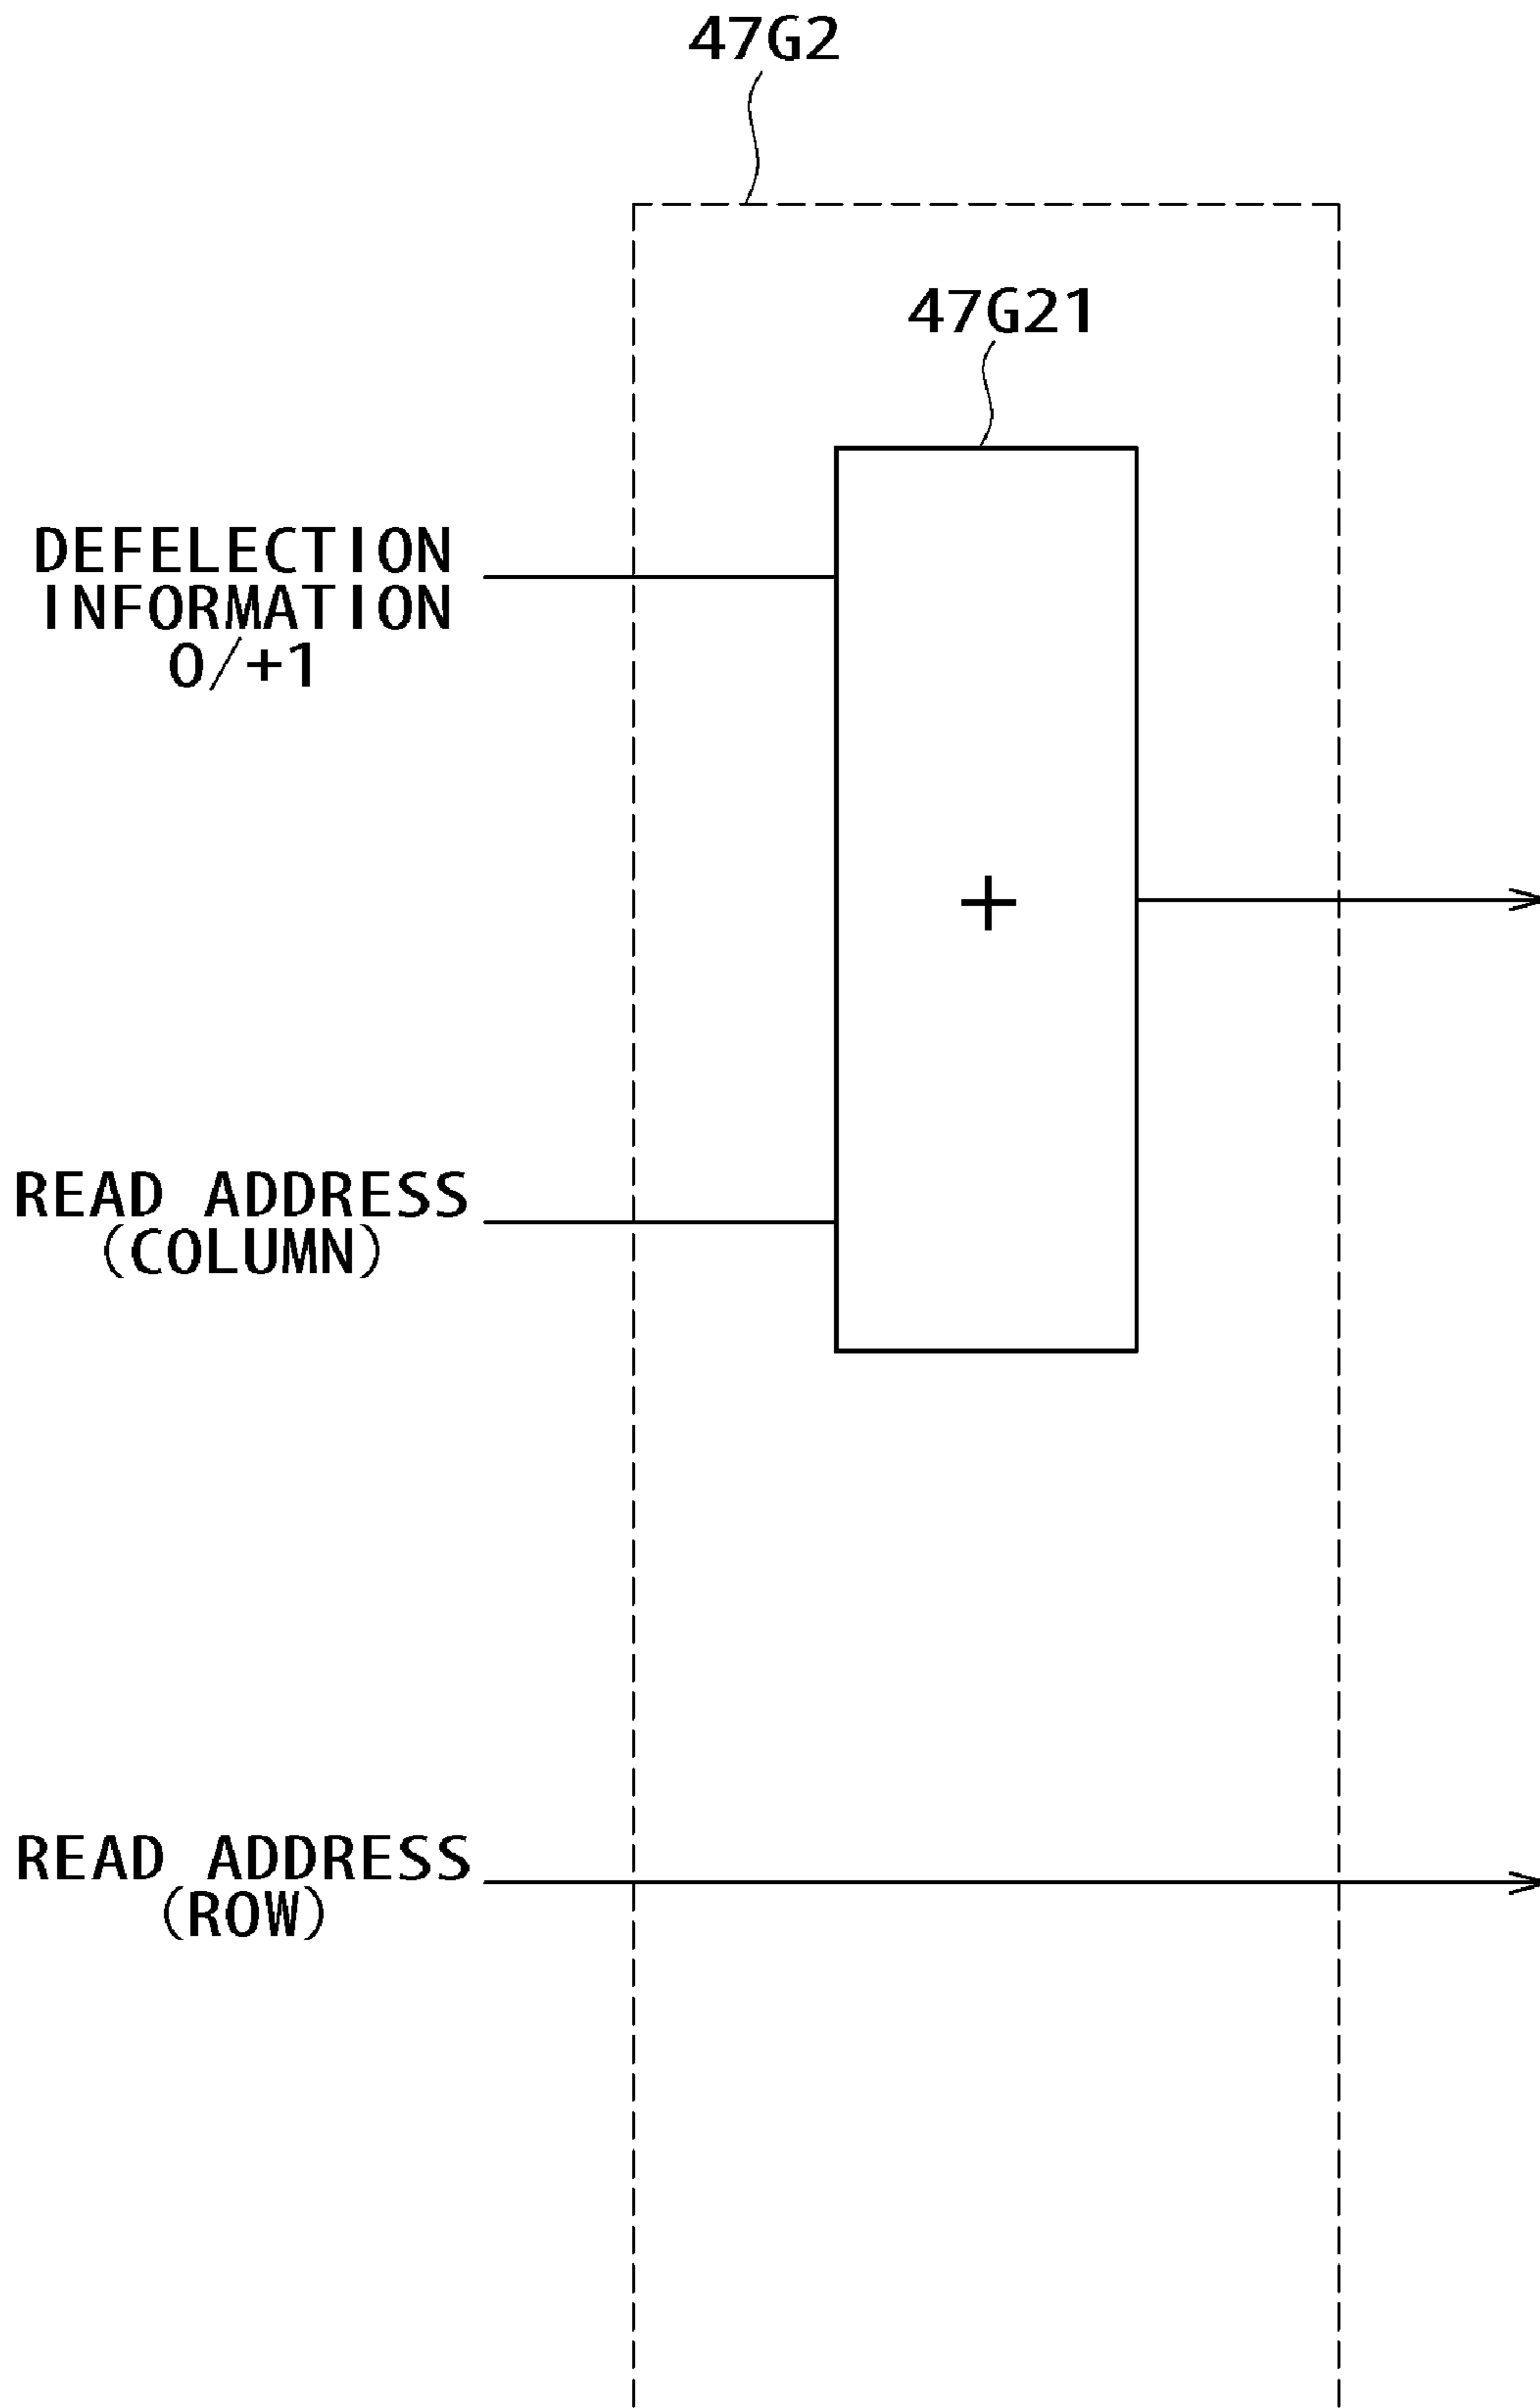 47G2
47G21
DEFELECTION
INFORMATION
0/+1
+
READ ADDRESS
(COLUMN)
READ ADDRESS
(ROW)